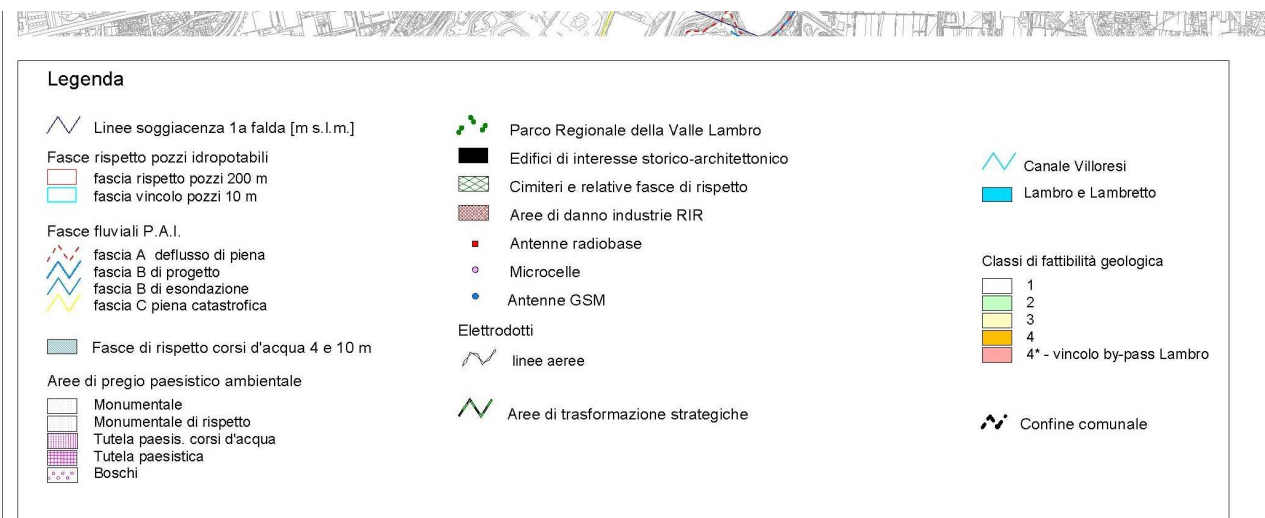 Legenda
Linee soggiacenza 1a falda [m s.l.m.]
Fasce rispetto pozzi idropotabili
fascia rispetto pozzi 200 m
fascia vincolo pozzi 10 m
Fasce fluviali P.A.I.
fascia A deflusso di piena
fascia B di progetto
fascia B di esondazione
fascia C piena catastrofica
Fasce di rispetto corsi d'acqua 4 e 10 m
Aree di pregio paesistico ambientale
Monumentale
Monumentale di rispetto
Tutela paesis. corsi d'acqua
Tutela paesistica
Boschi
Parco Regionale della Valle Lambro
Edifici di interesse storico-architettonico
Cimiteri e relative fasce di rispetto
Aree di danno industrie RIR
Antenne radiobase
Microcelle
Antenne GSM
Elettrodotti
linee aeree
Aree di trasformazione strategiche
Canale Villoresi
Lambro e Lambretto
Classi di fattibilità geologica
1
2
3
4
4* - vincolo by-pass Lambro
Confine comunale